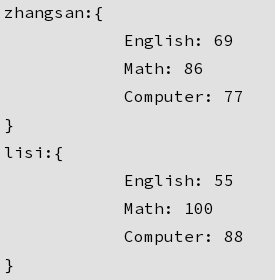 zhangsan:{
English: 69
Math: 86
Computer: 77
}
lisi:{
English: 55
Math: 100
Computer: 88
}